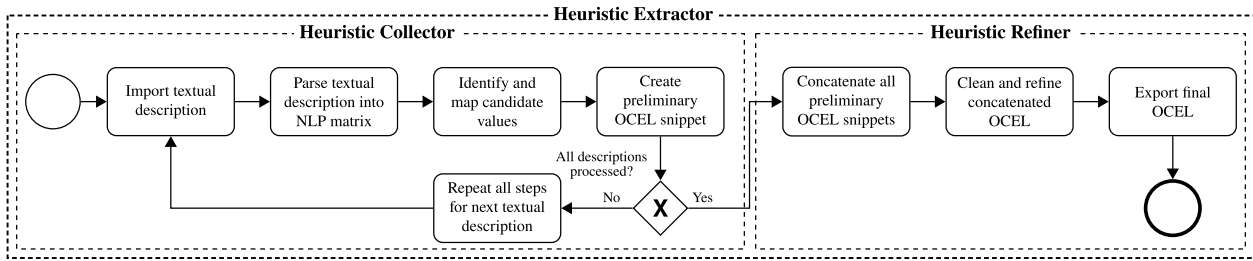 Heuristic Extractor
Heuristic Collector
Heuristic Refiner
Import textual
description
Parse textual
description into
NLP matrix
Identify and
map candidate
values
Create
preliminary
OCEL snippet
Concatenate all
preliminary
OCEL snippets
Clean and refine
concatenated
OCEL
Export final
OCEL
All descriptions
processed?
No
X
Yes
Repeat all steps
for next textual
description